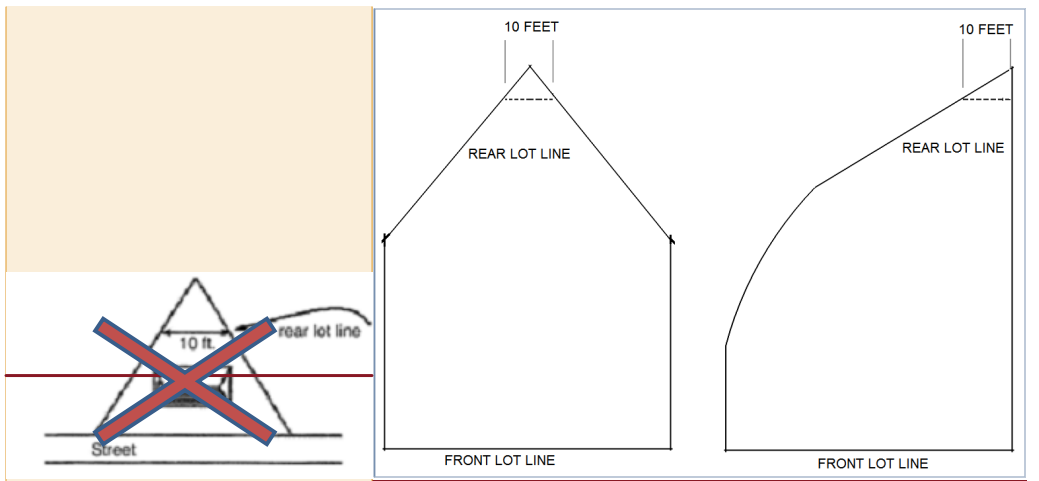 10 FEET
10 FEET
REAR LOT LINE
REAR LOT LINE
rear lot line
10 ft.
Street
FRONT LOT LINE
FRONT LOT LINE